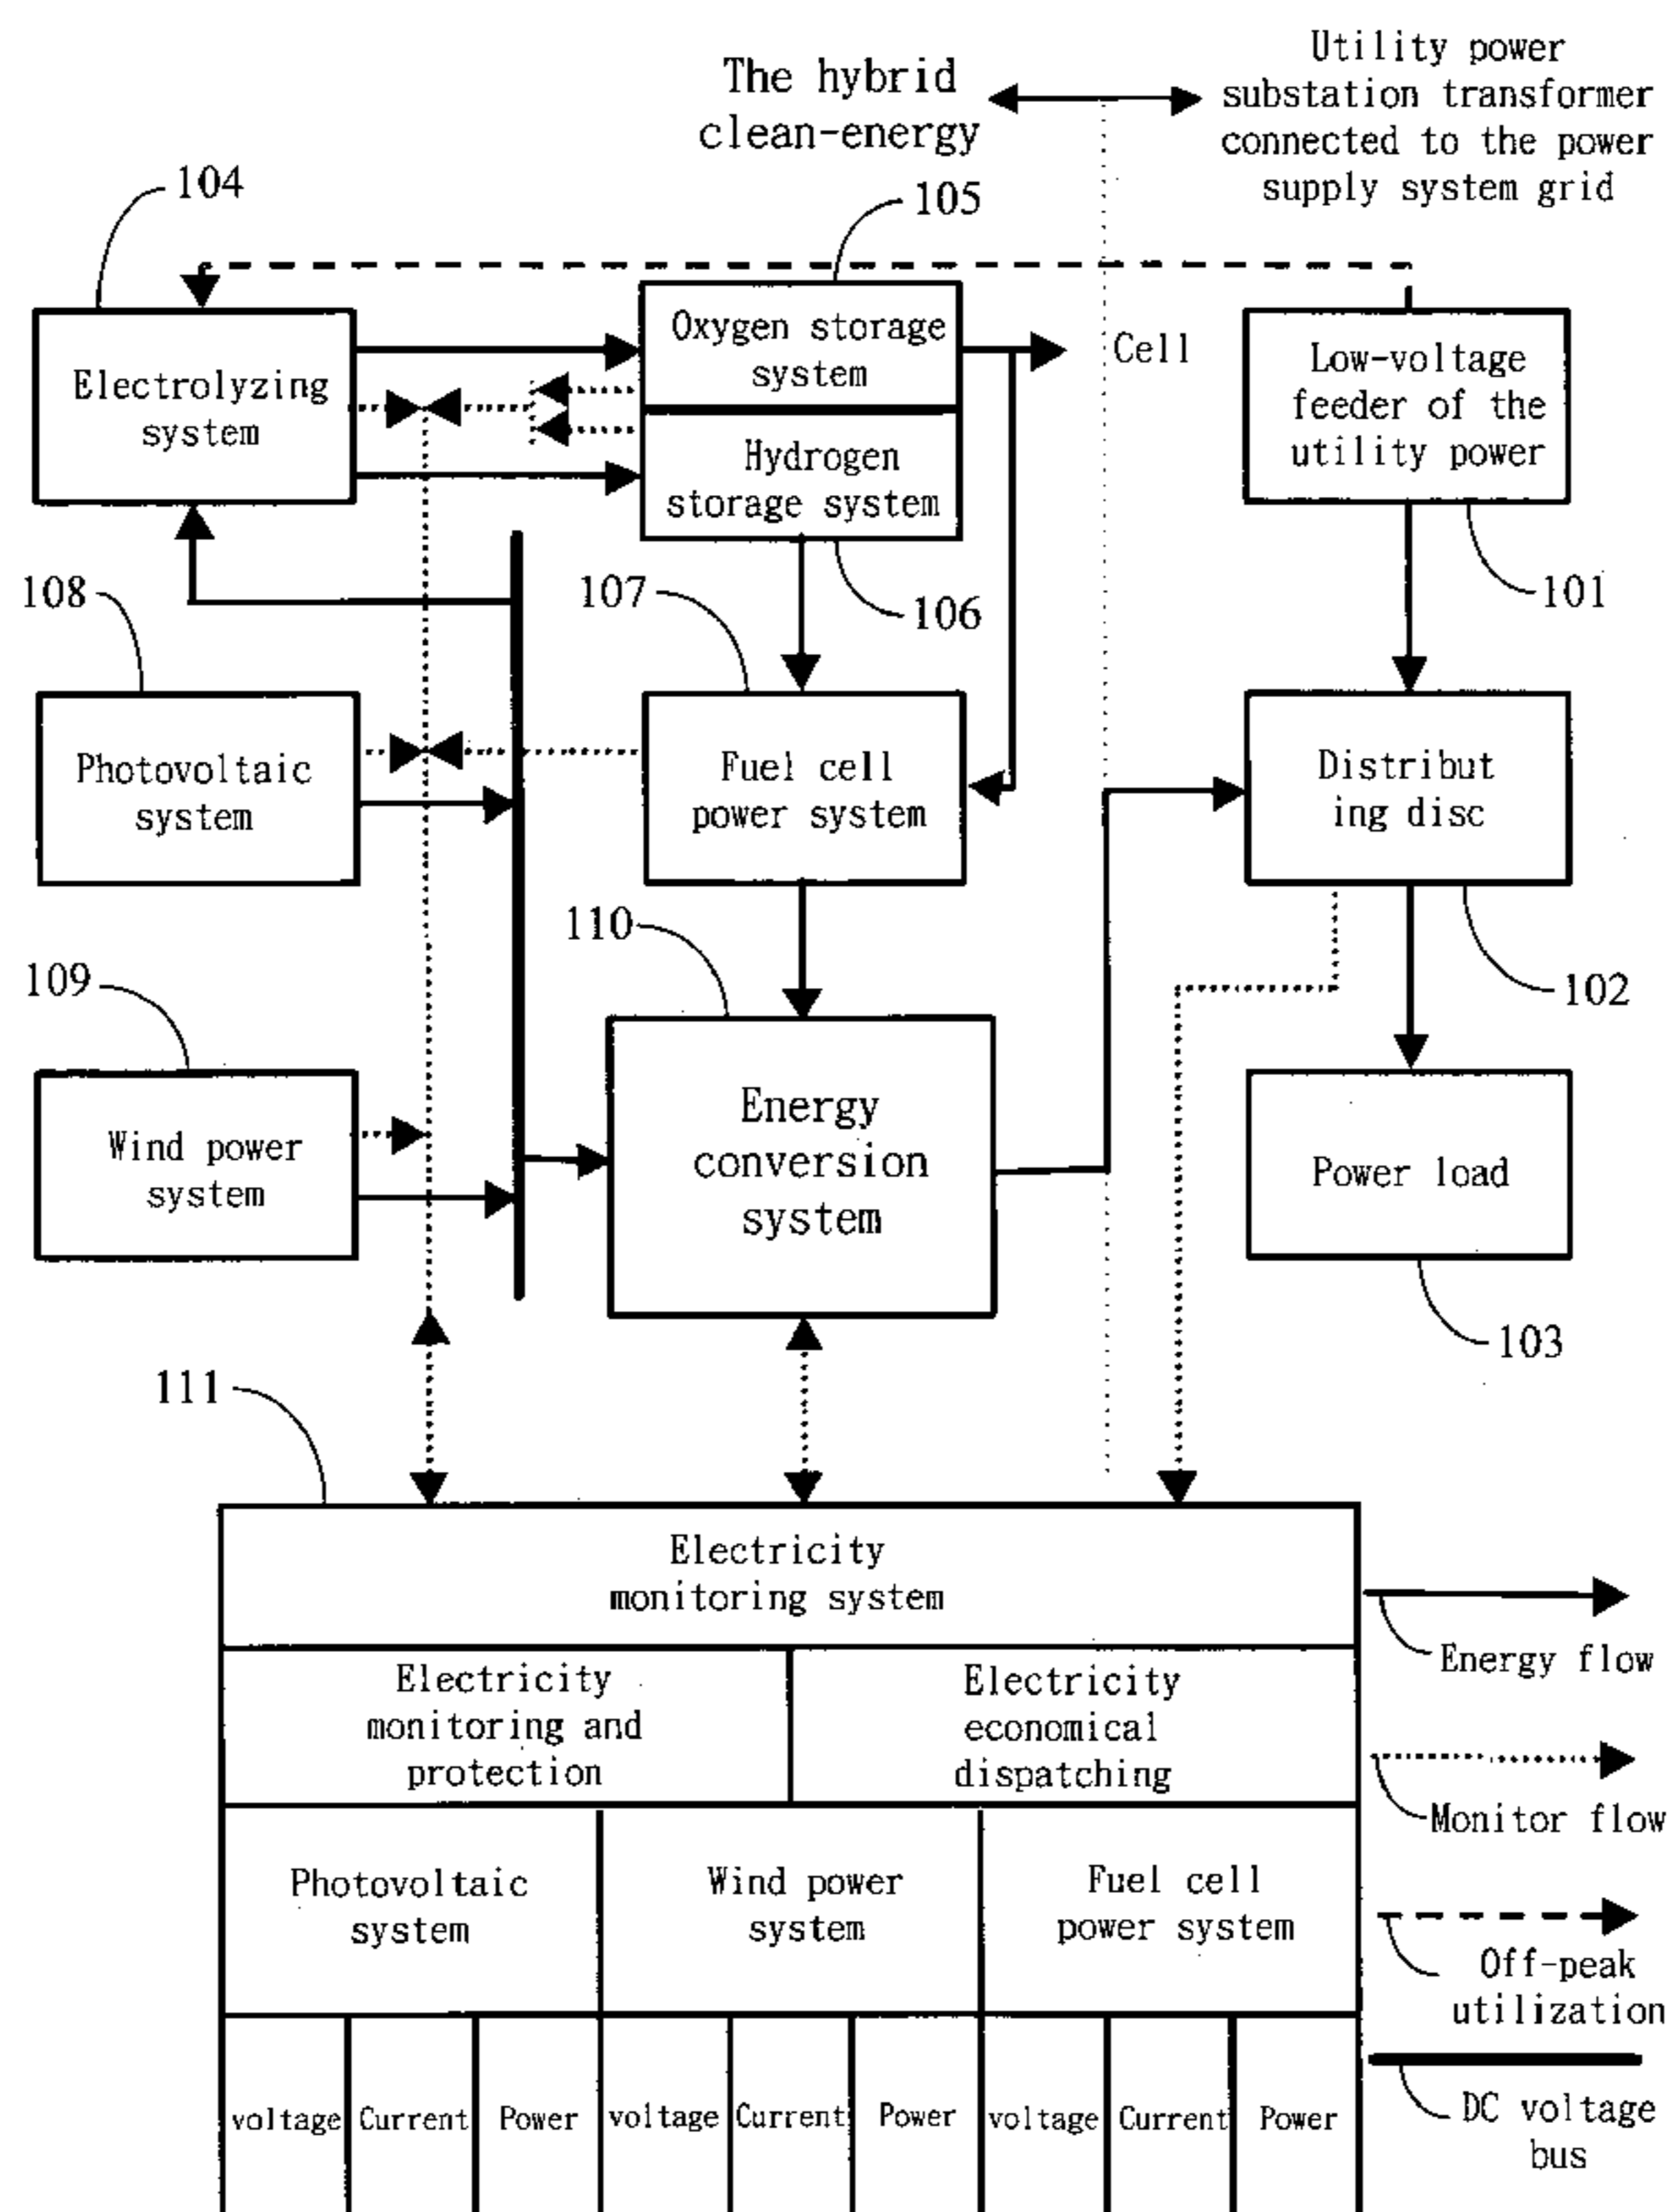 The hybrid
clean-energy
Utility power
substation transformer
connected to the power
supply system grid
104
105
Electrolyzing
system
Oxygen storage
system
Cell
Low-voltage
feeder of the
utility power
Hydrogen
storage system
108
107
106
101
Photovoltaic
system
Fuel cell
power system
Distribut
ing disc
110
109
102
Wind power
system
Energy
conversion
system
Power load
103
111
Electricity
monitoring system
Energy flow
Electricity
monitoring and
protection
Electricity
economical
dispatching
Monitor flow
Photovoltaic
system
Wind power
system
Fuel cell
power system
Off-peak
utilization
voltage
Current
Power
voltage
Current
Power
voltage
Current
Power
DC voltage
bus